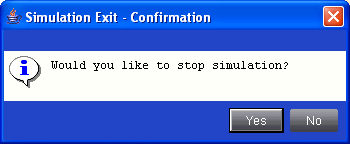 Simulation Exit - Confirmation
Would you like to stop simulation?
Yes No